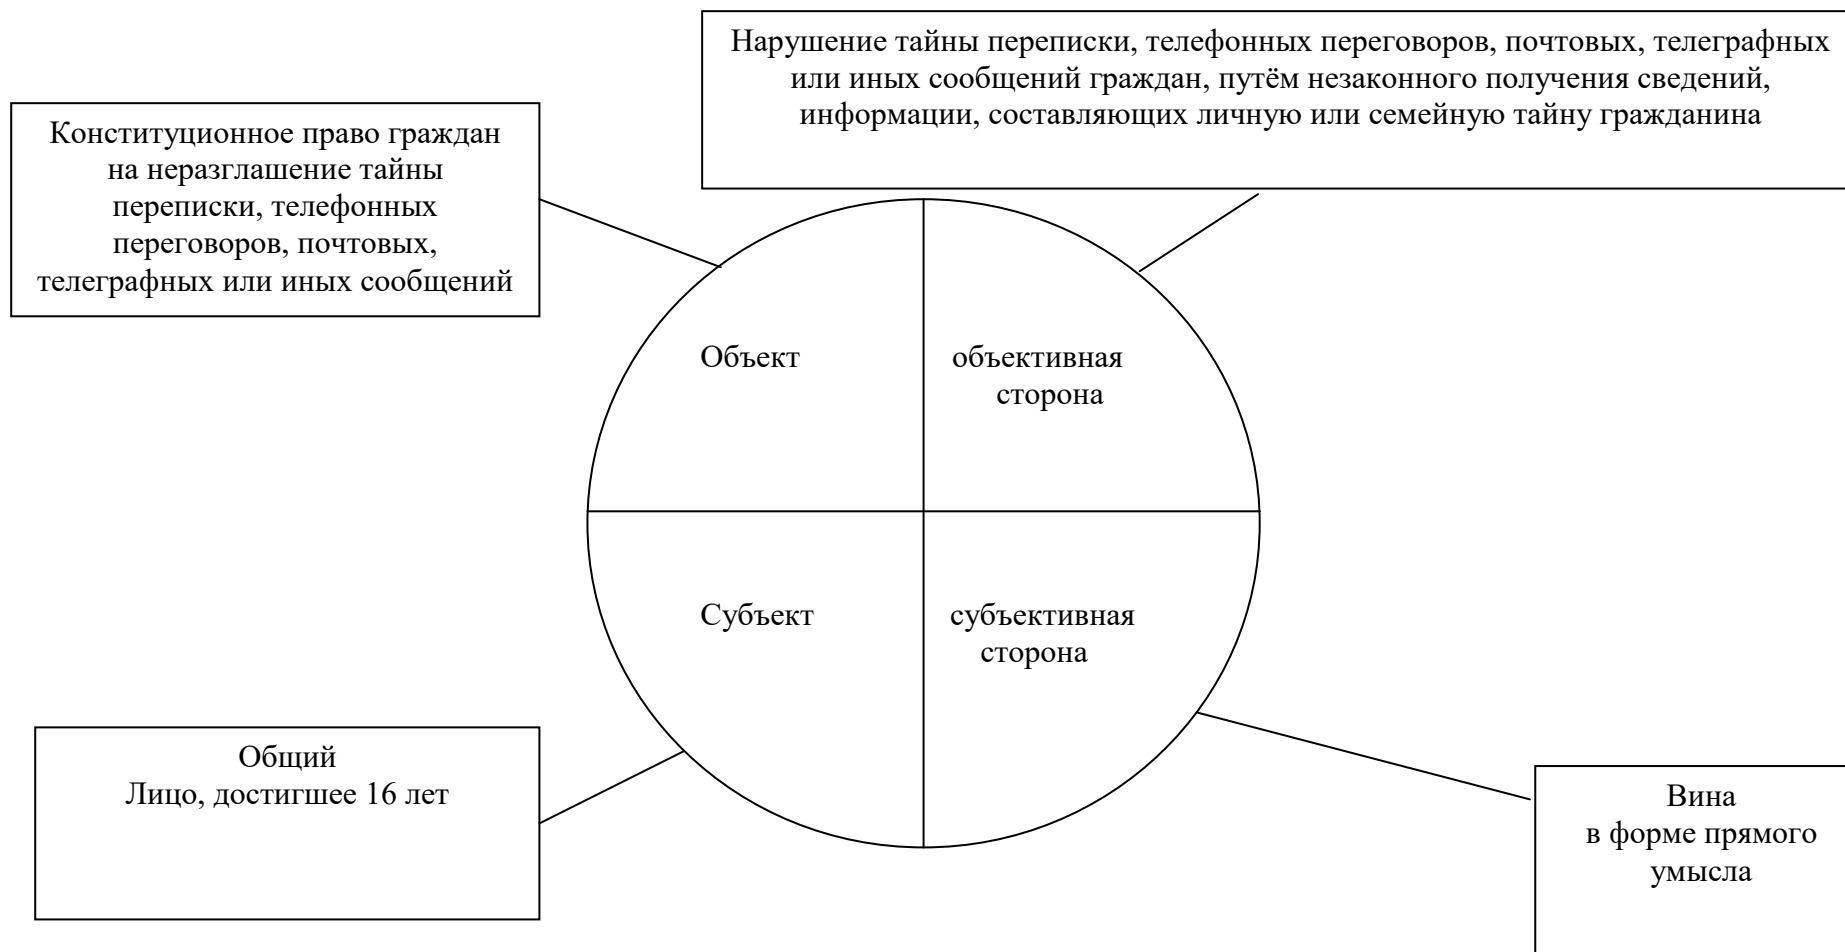 Нарушение тайны переписки, телефонных переговоров, почтовых, телеграфных
или иных сообщений граждан, путём незаконного получения сведений,
информации, составляющих личную или семейную тайну гражданина
Конституционное право граждан
на неразглашение тайны
переписки, телефонных
переговоров, почтовых,
телеграфных или иных сообщений
Объект
объективная
сторона
Субъект
субъективная
сторона
Общий
Лицо, достигшее 16 лет
Вина
в форме прямого
умысла